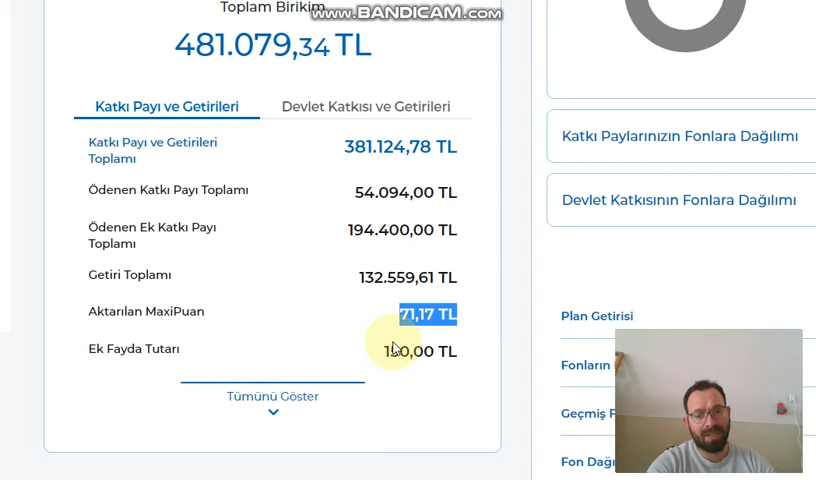 Toplam Birikim
www.BANDICAM.com
481.079,34 TL
Katkı Payı ve Getirileri
Devlet Katkısı ve Getirileri
Katkı Payı ve Getirileri
Toplamı
381.124,78 TL
Ödenen Katkı Payı Toplamı
54.094,00 TL
Ödenen Ek Katkı Payı
Toplamı
194.400,00 TL
Getiri Toplamı
132.559,61 TL
Aktarılan MaxiPuan
71,17 TL
Ek Fayda Tutarı
TL
Tümünü Göster
Katkı Paylarınızın Fonlara Dağılımı
Devlet Katkısının Fonlara Dağılımı
Plan Getirisi
Fonların
Geçmiş
Fon